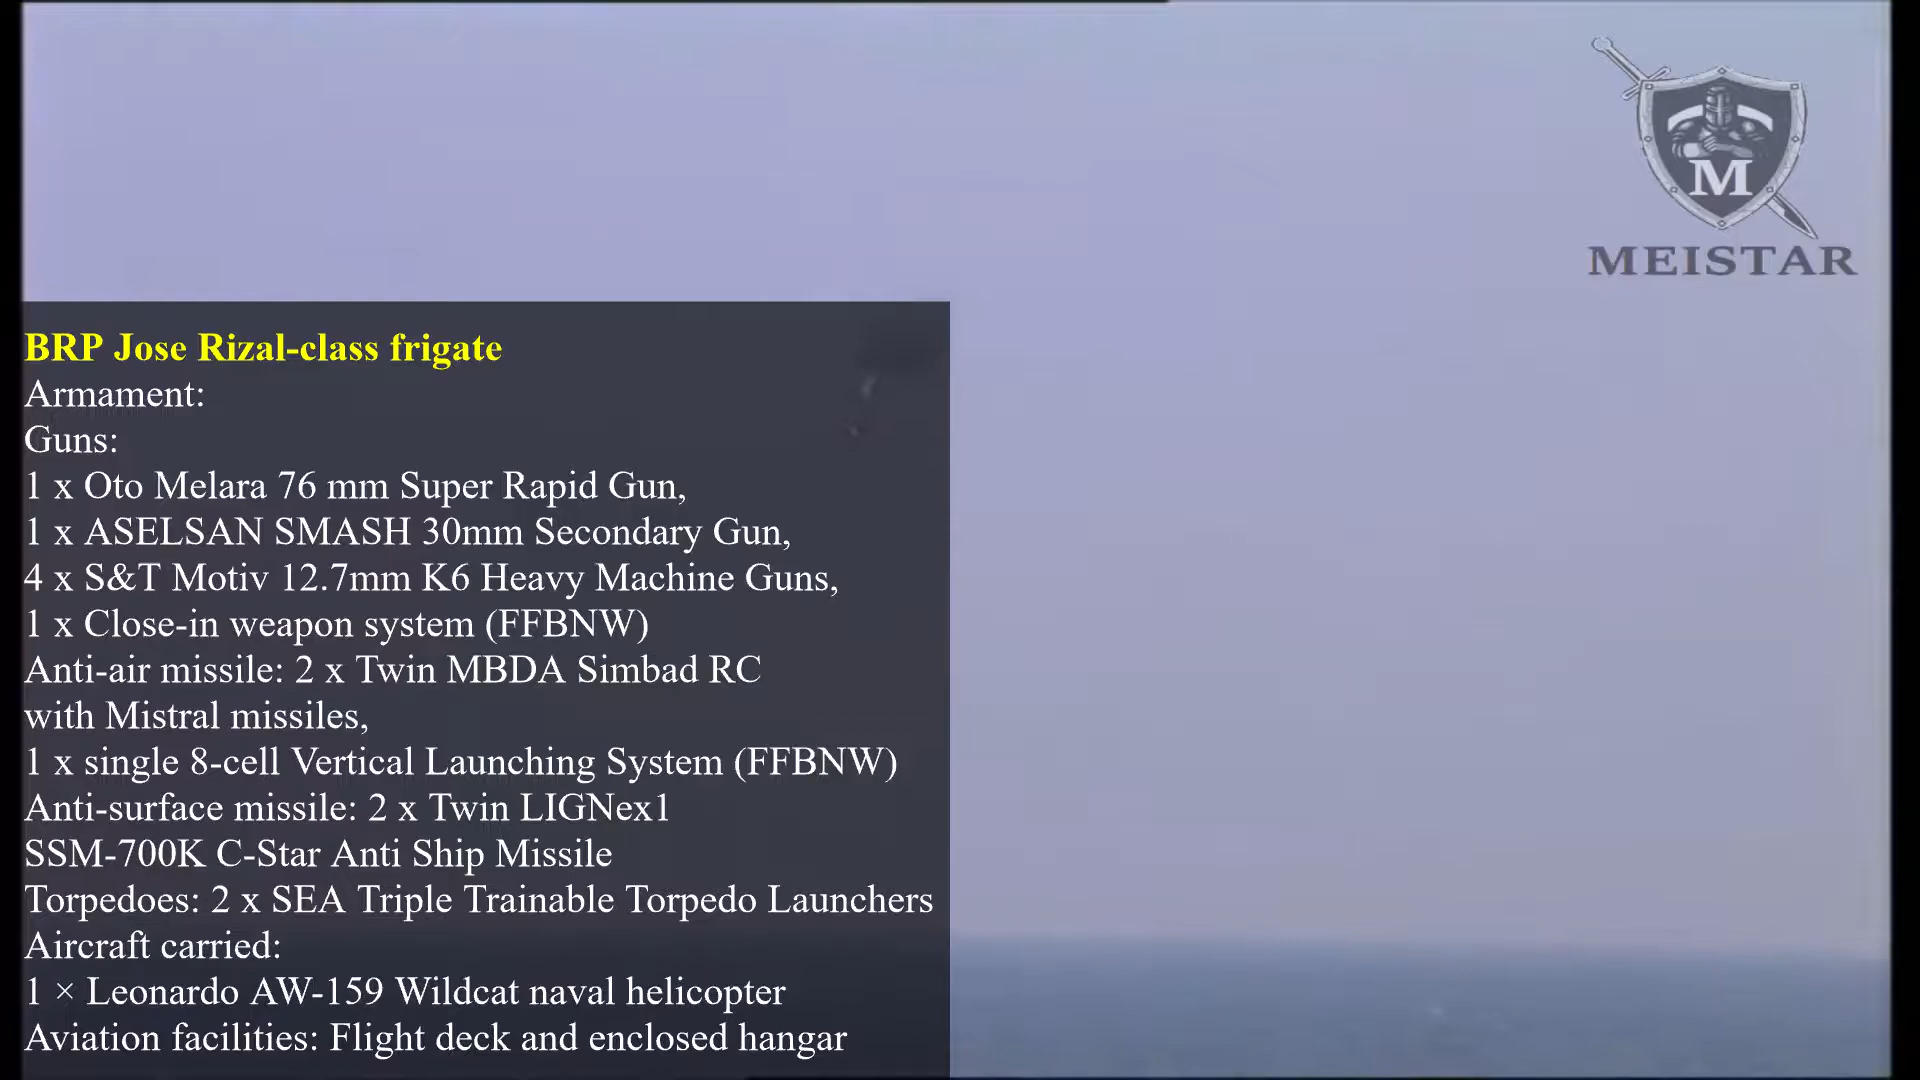 M
MEISTAR
BRP Jose Rizal-class frigate
Armament:
Guns:
1 x Oto Melara 76 mm Super Rapid Gun,
1 x ASELSAN SMASH 30mm Secondary Gun,
4 x S&T Motiv 12.7mm K6 Heavy Machine Guns,
1 x Close-in weapon system (FFBNW)
Anti-air missile: 2 x Twin MBDA Simbad RC
with Mistral missiles,
1 x single 8-cell Vertical Launching System (FFBNW)
Anti-surface missile: 2 x Twin LIGNex1
SSM-700K C-Star Anti Ship Missile
Torpedoes: 2 x SEA Triple Trainable Torpedo Launchers
Aircraft carried:
1 × Leonardo AW-159 Wildcat naval helicopter
Aviation facilities: Flight deck and enclosed hangar